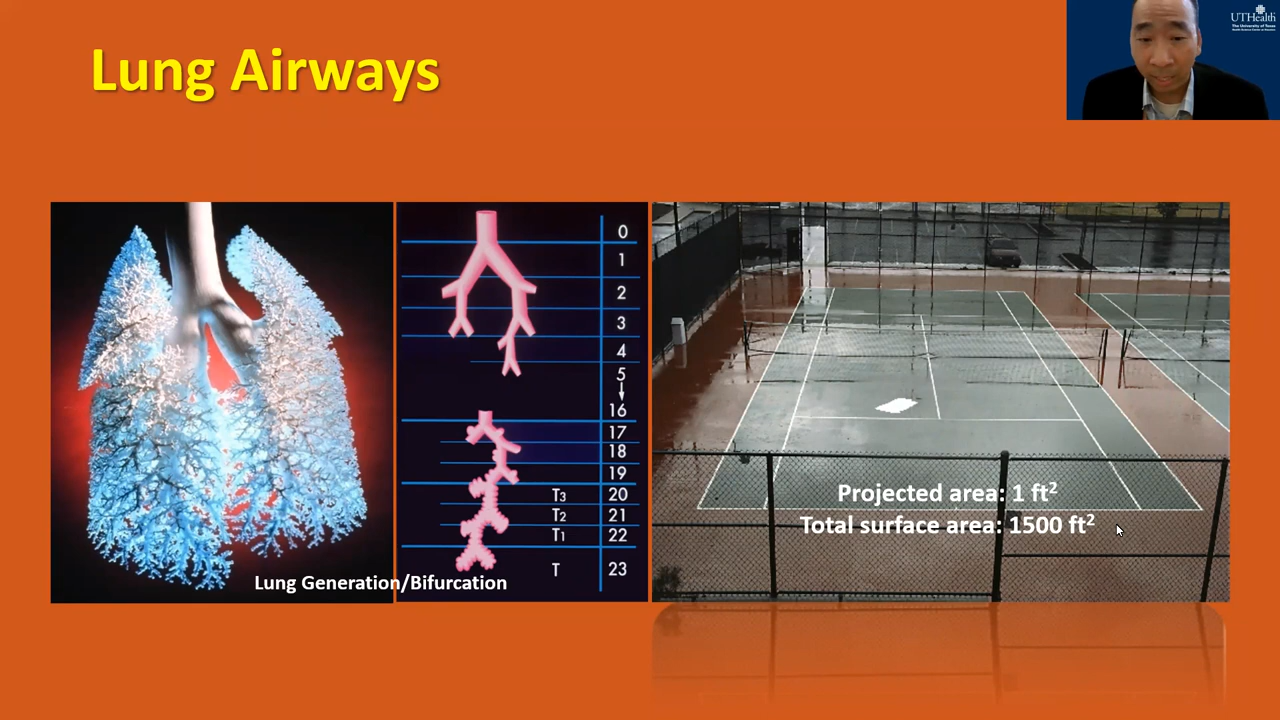 Lung Airways
UTHealth
The University of Texas
0
1
2
3
4
5
16
17
18
19
T3 20
T2 21
T1 22
T 23
Lung Generation/Bifurcation
Projected area: 1 ft²
Total surface area: 1500 ft²